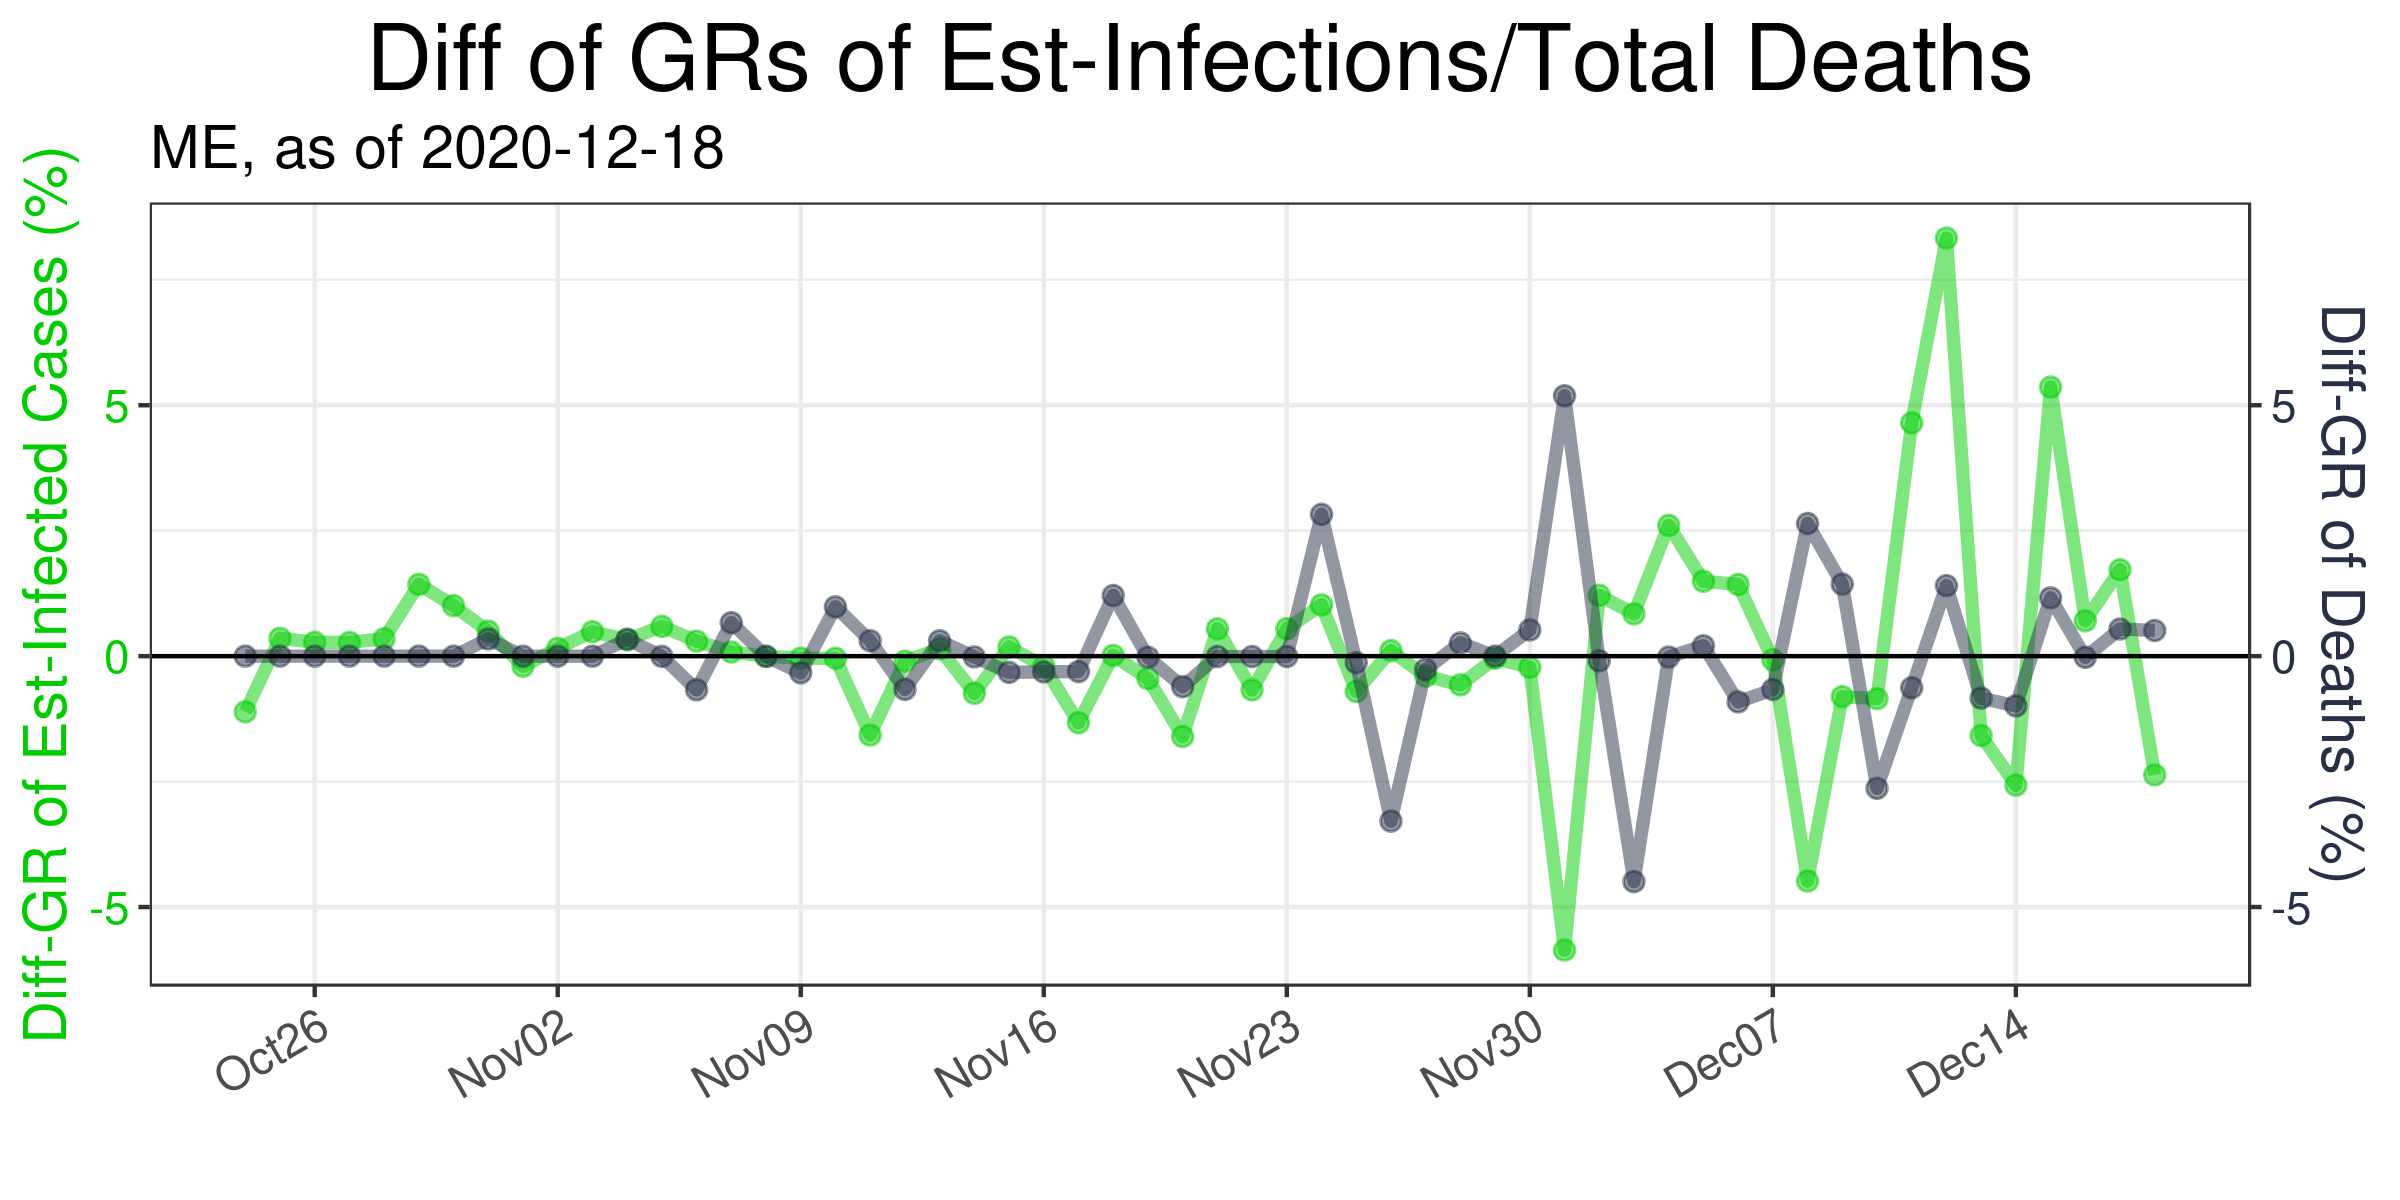 Diff of GRs of Est-Infections/Total Deaths
ME, as of 2020-12-18
Diff-GR of Est-Infected Cases (%)
5
0
-5
Diff-GR of Deaths (%)
5
0
-5
Oct26
Nov02
Nov09
Nov16
Nov23
Nov30
Dec07
Dec14